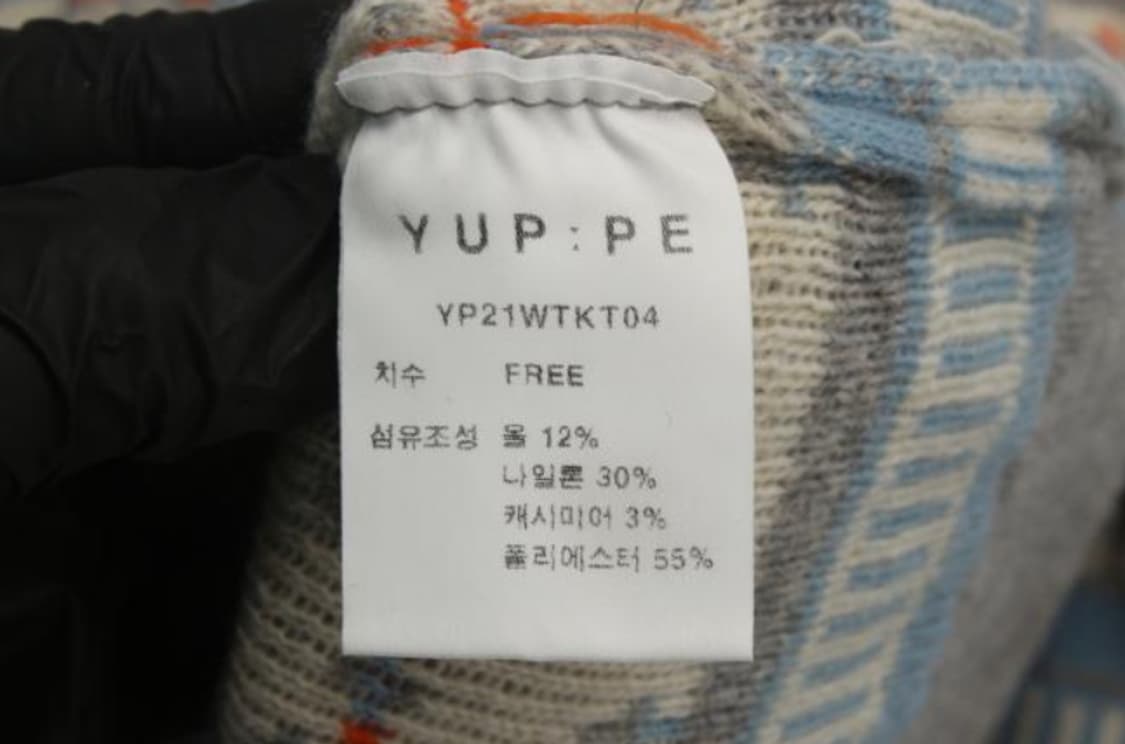 YUP:PE
YP21WTKT04
치수 FREE
섬유조성 울 12%
나일론 30%
캐시미어 3%
폴리에스터 55%